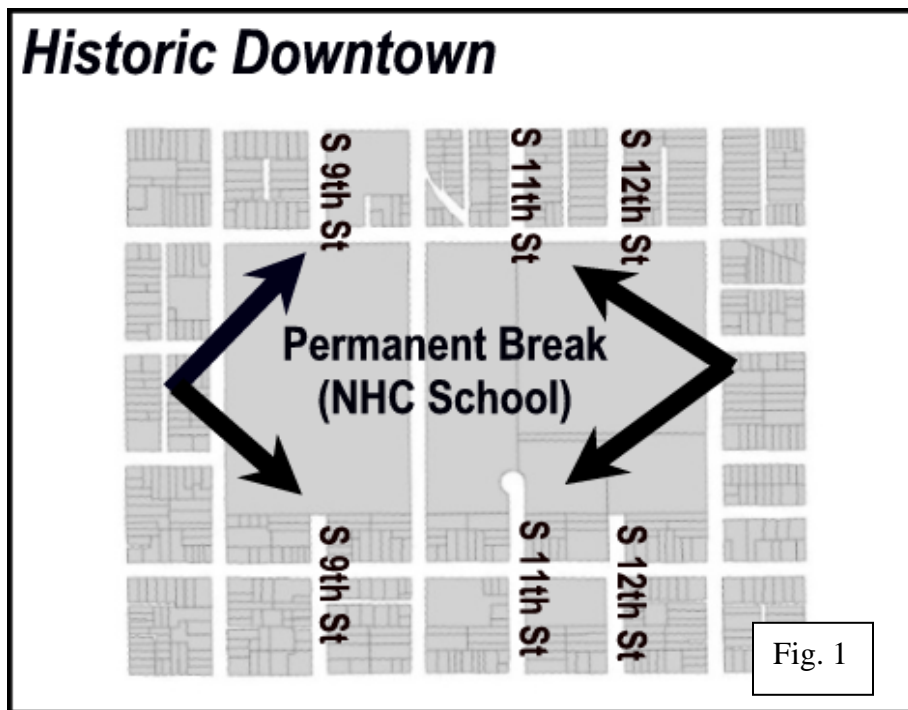 Historic Downtown
S 9th St
S 11th St
S 12th St
Permanent Break
(NHC School)
S 9th St
S 11th St
S 12th St
Fig. 1